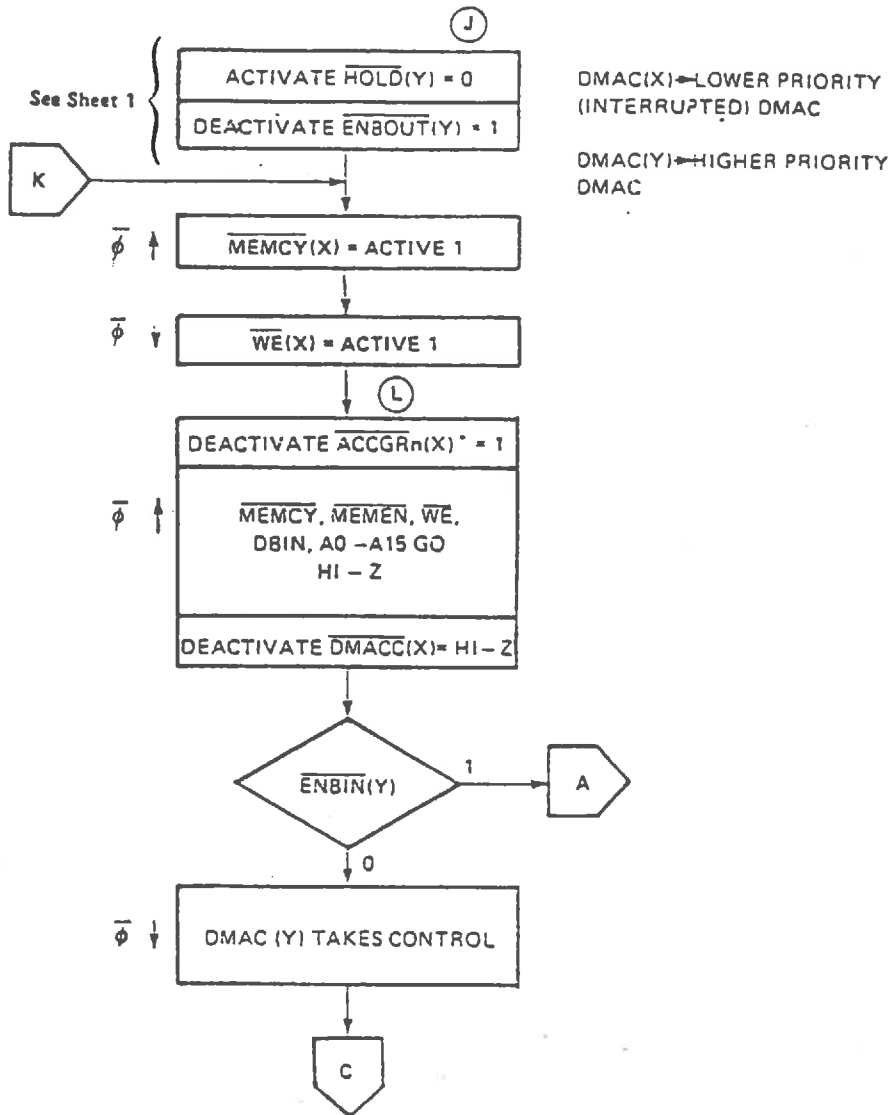 J
See Sheet 1
ACTIVATE HOLD(Y) = 0
DEACTIVATE ENBOUT(Y) = 1
DMAC(X)→LOWER PRIORITY
(INTERRUPTED) DMAC
DMAC(Y)→HIGHER PRIORITY
DMAC
K
φ ↑
MEMCY(X) = ACTIVE 1
φ ↓
WE(X) = ACTIVE 1
L
DEACTIVATE ACCGRn(X)* = 1
φ ↑
MEMCY, MEMEN, WE,
DBIN, A0 –A15 GO
HI – Z
DEACTIVATE DMACC(X)= HI – Z
ENBIN(Y)
1
A
0
φ ↓
DMAC (Y) TAKES CONTROL
C